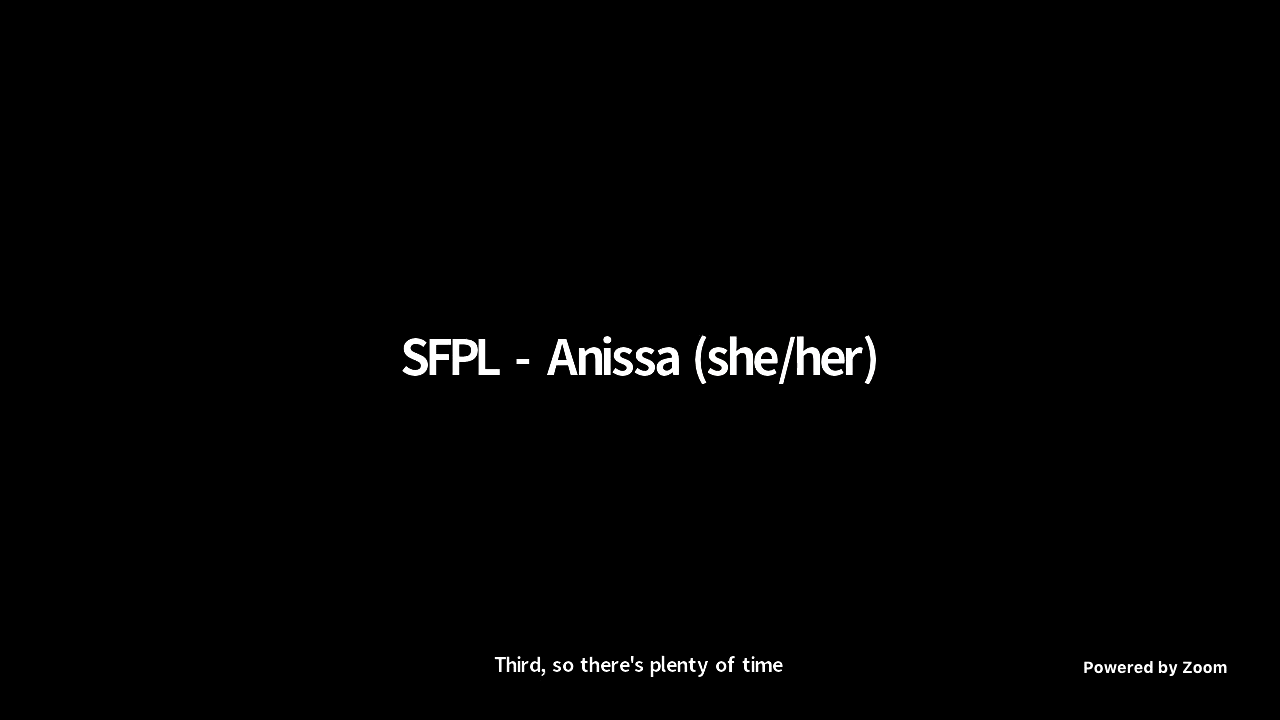 SFPL - Anissa (she/her)
Third, so there's plenty of time
Powered by Zoom